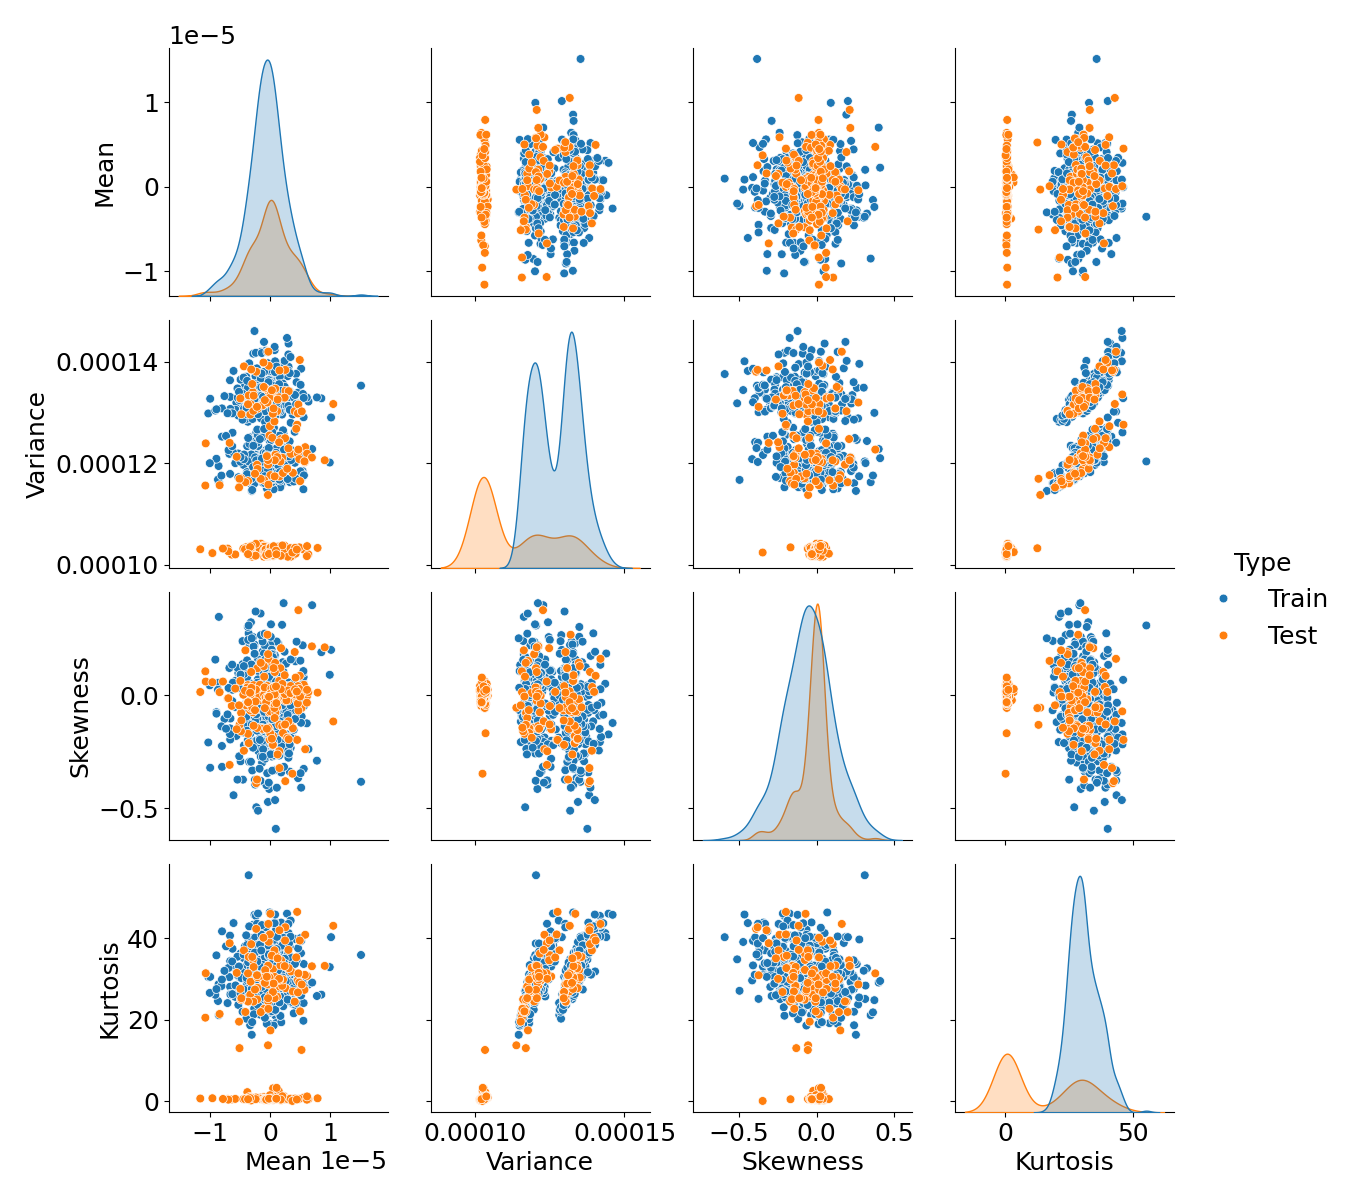 1e−5
1
0
−1
Mean
0.00014
0.00012
0.00010
Variance
Type
Train
Test
0.0
−0.5
Skewness
40
20
0
Kurtosis
−1 0 1 0.00010 0.00015 −0.5 0.0 0.5 0 50
Mean 1e−5 Variance Skewness Kurtosis